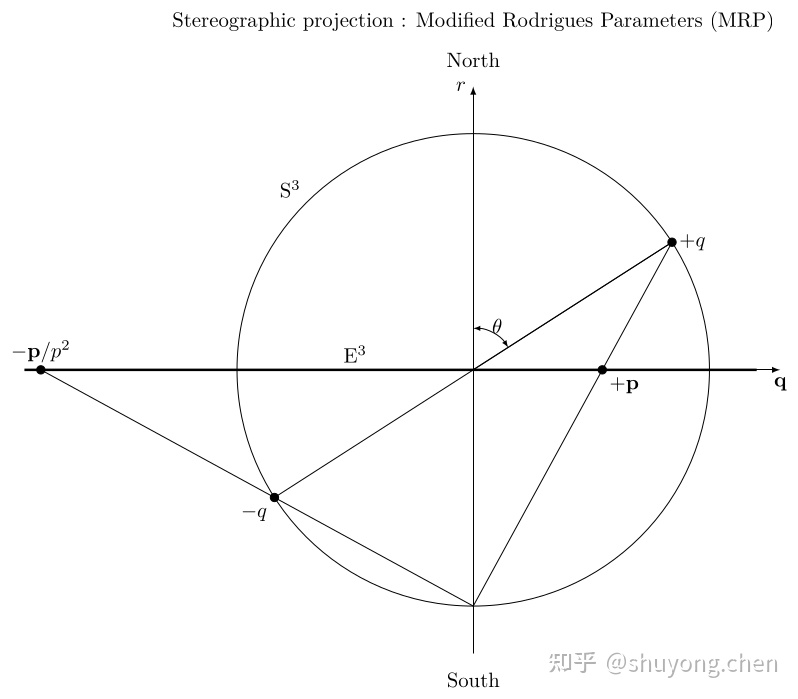 Stereographic projection : Modified Rodrigues Parameters (MRP)
North
r
S³
+q
θ
−p/p²
E³
+p
q
−q
知乎 @shuyong.chen
South